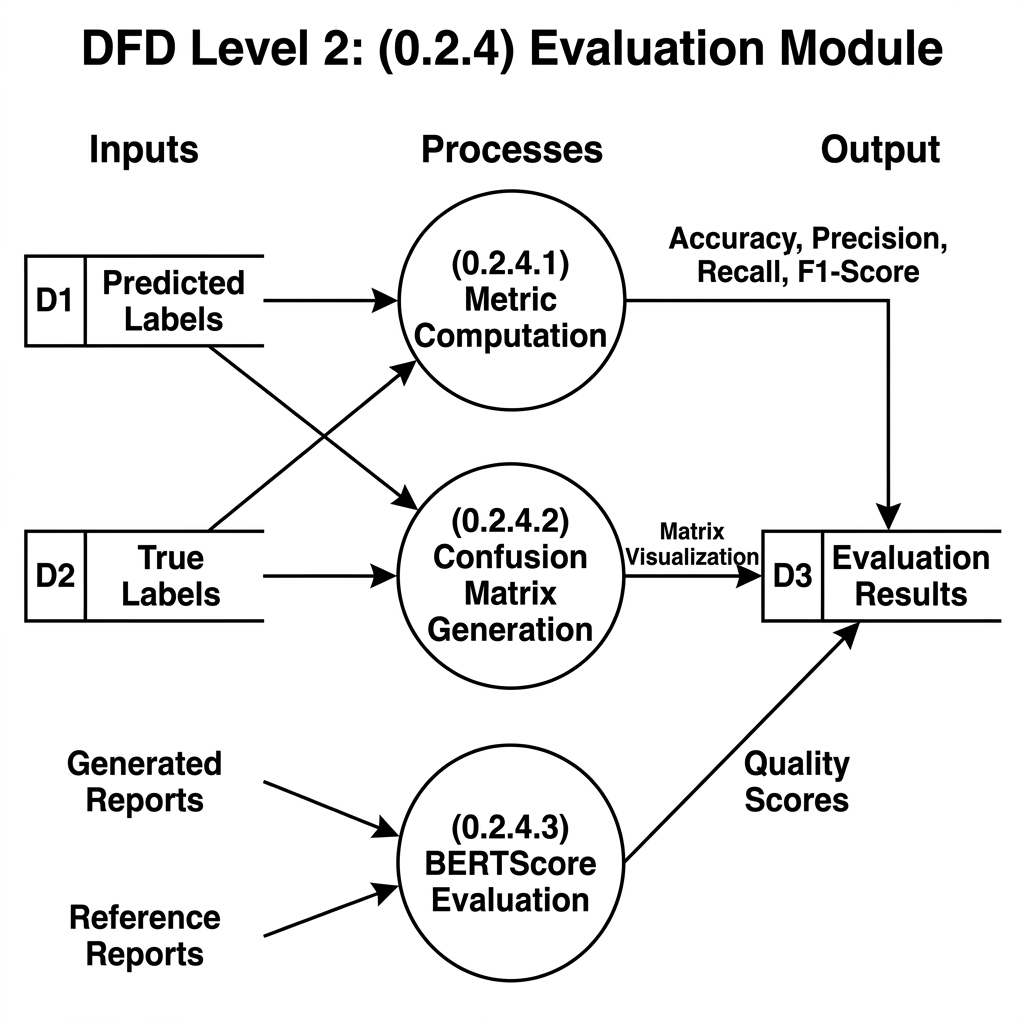 DFD Level 2: (0.2.4) Evaluation Module
Inputs
Processes
Output
D1
Predicted
Labels
(0.2.4.1)
Metric
Computation
Accuracy, Precision,
Recall, F1-Score
D2
True
Labels
(0.2.4.2)
Confusion
Matrix
Generation
Matrix
Visualization
D3
Evaluation
Results
Generated
Reports
Reference
Reports
(0.2.4.3)
BERTScore
Evaluation
Quality
Scores